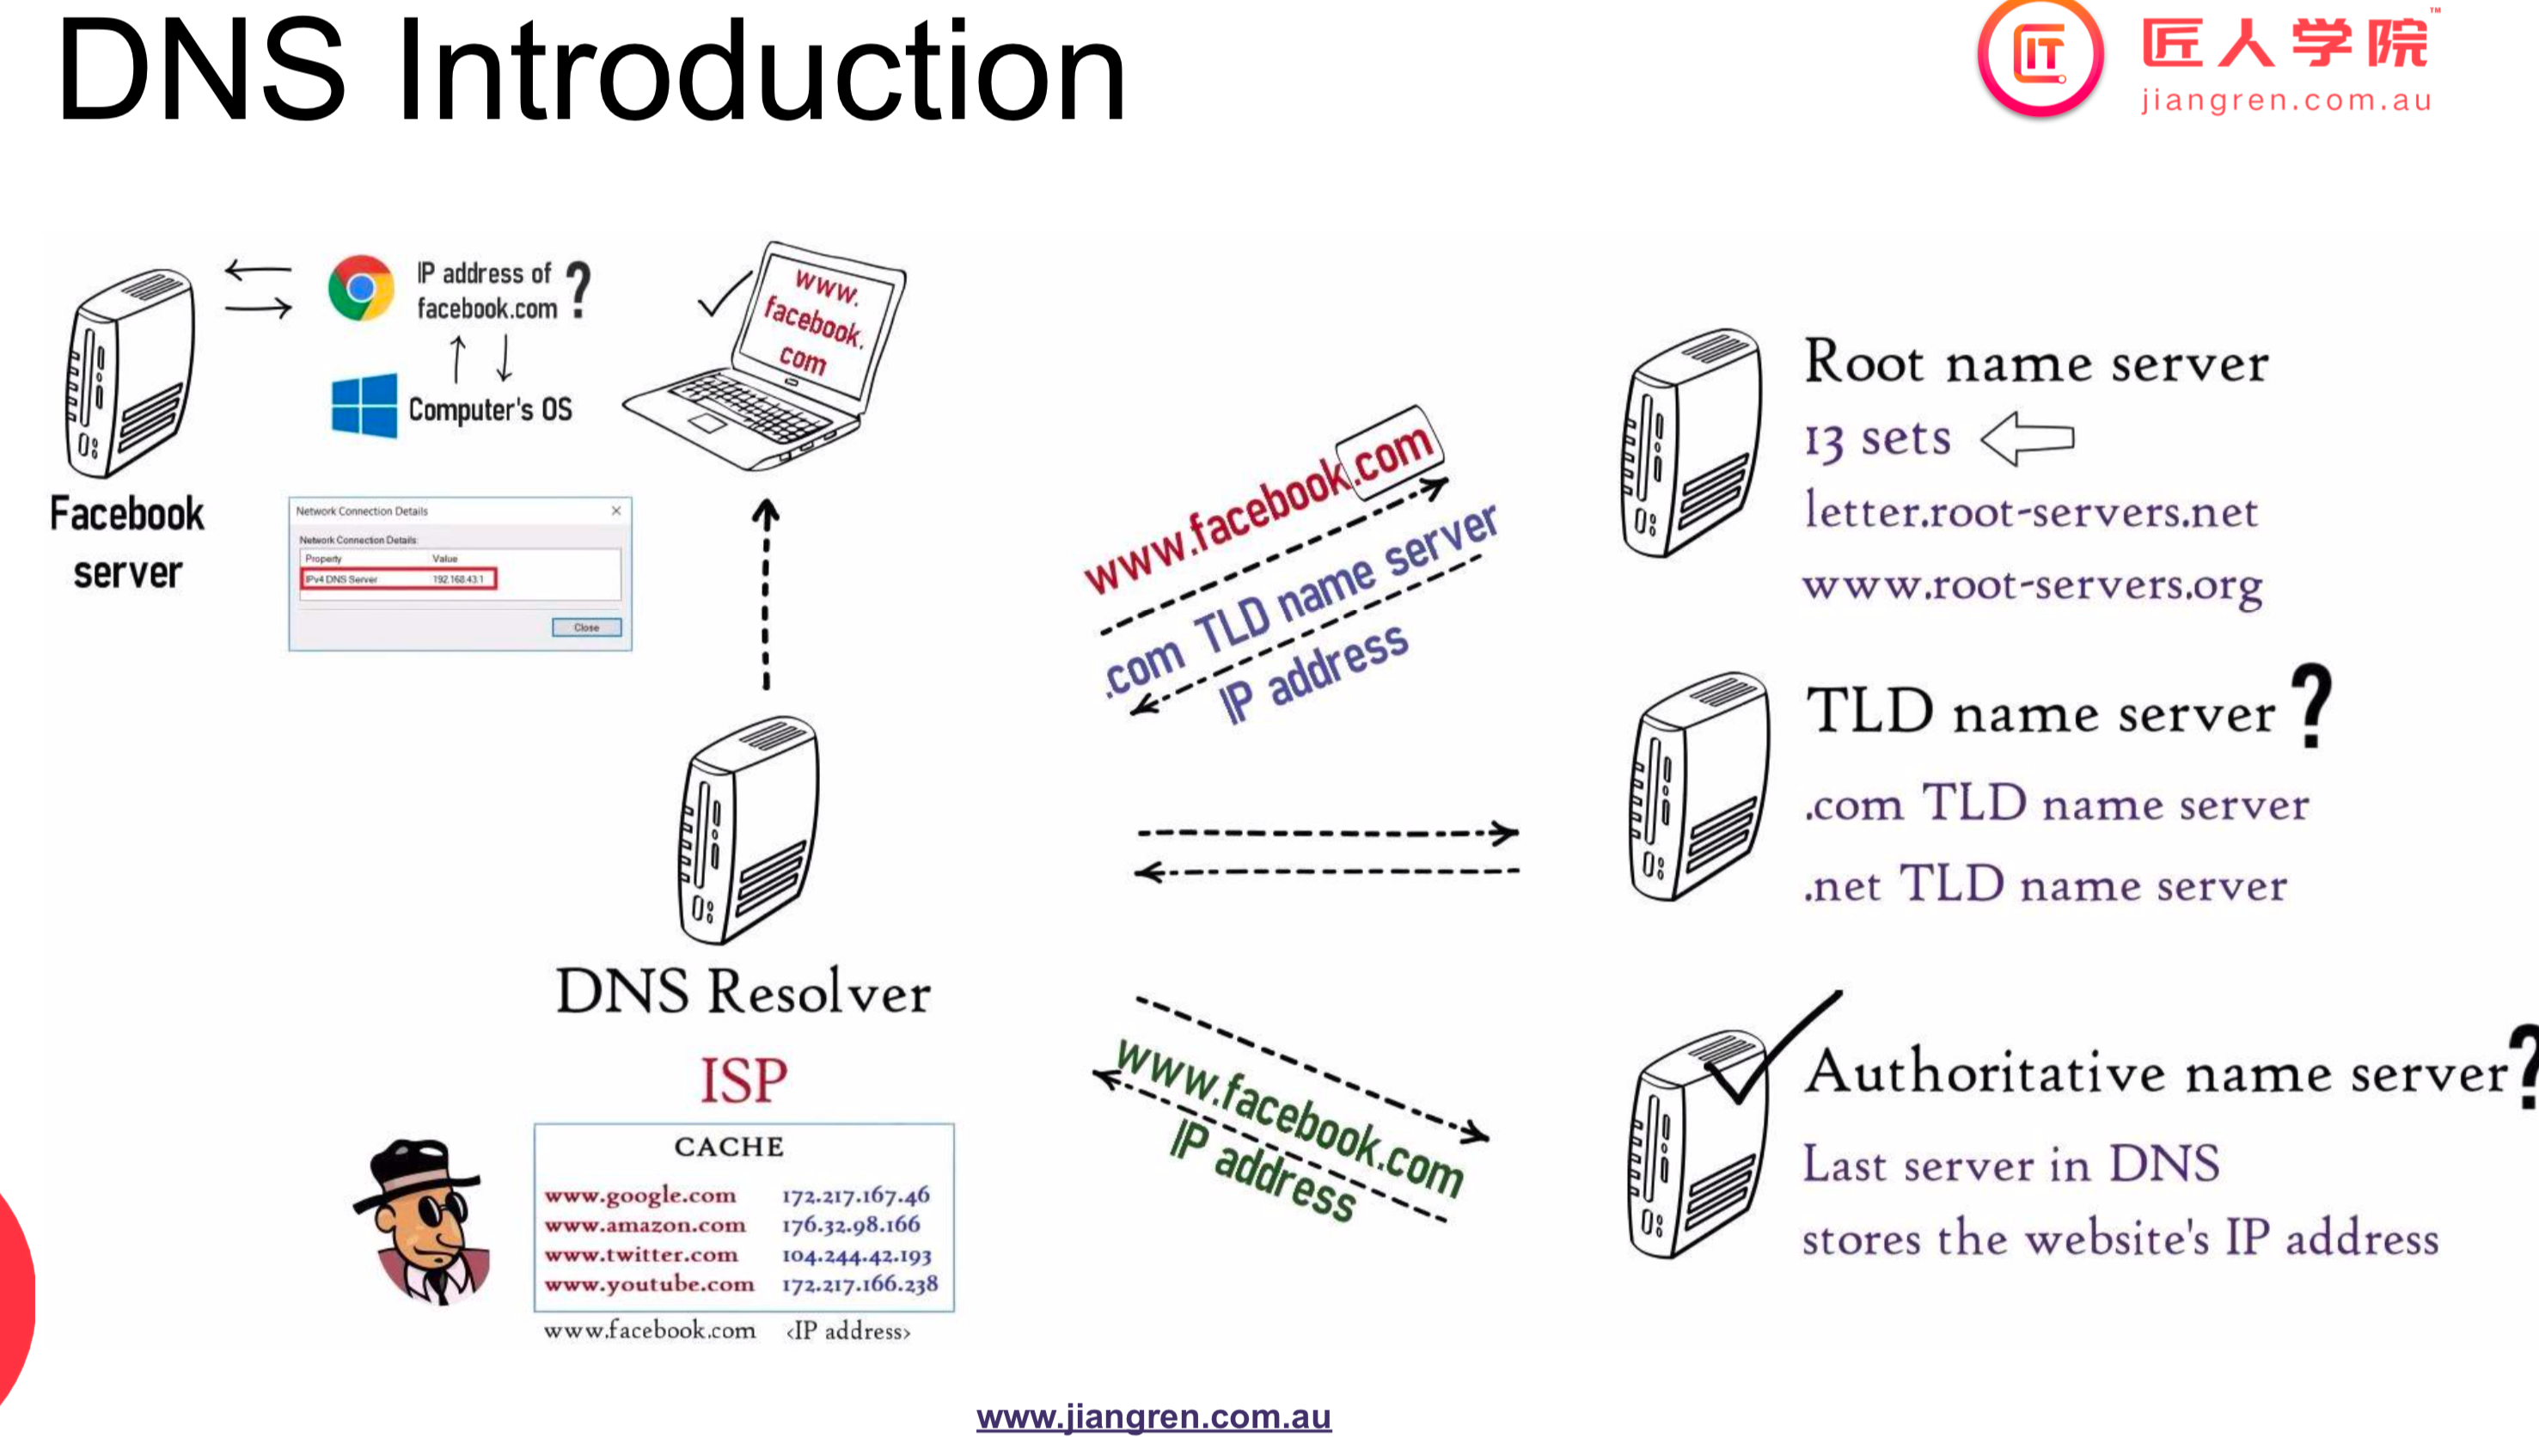 DNS Introduction
IT
匠人学院™
jiangren.com.au
IP address of
facebook.com ?
Computer's OS
Facebook
server
www.
facebook.
com
Network Connection Details
Network Connection Details:
Property Value
IPv4 DNS Server 192.168.43.1
Close
www.facebook.com
.com TLD name server
IP address
Root name server
13 sets
letter.root-servers.net
www.root-servers.org
TLD name server ?
.com TLD name server
.net TLD name server
DNS Resolver
ISP
CACHE
www.google.com 172.217.167.46
www.amazon.com 176.32.98.166
www.twitter.com 104.244.42.193
www.youtube.com 172.217.166.238
www.facebook.com <IP address>
www.facebook.com
IP address
Authoritative name server?
Last server in DNS
stores the website's IP address
www.jiangren.com.au